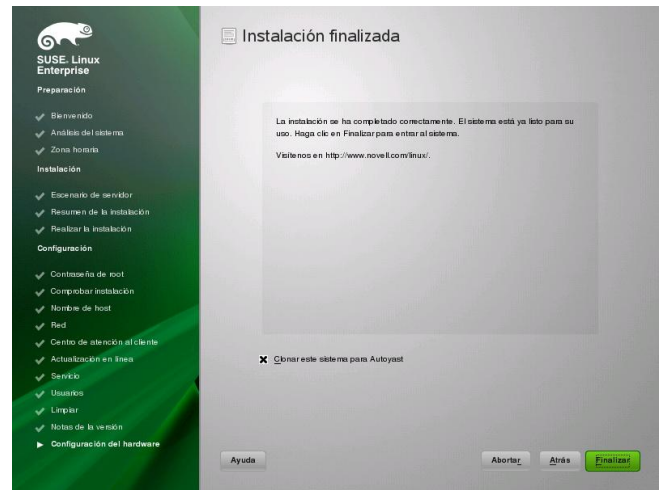 SUSE. Linux
Enterprise
Preparación
Bienvenido
Análisis del sistema
Zona horaria
Instalación
Escenario de servidor
Resumen de la instalación
Realizar la instalación
Configuración
Contraseña de root
Comprobar instalación
Nombre de host
Red
Centro de atención al cliente
Actualización en línea
Servicio
Usuarios
Limpiar
Notas de la versión
Configuración del hardware
Instalación finalizada
La instalación se ha completado correctamente. El sistema está ya listo para su
uso. Haga clic en Finalizar para entrar al sistema.
Visítenos en http://www.novell.com/linux/.
Clonar este sistema para Autoyast
Ayuda
Abortar
Atrás
Finalizar